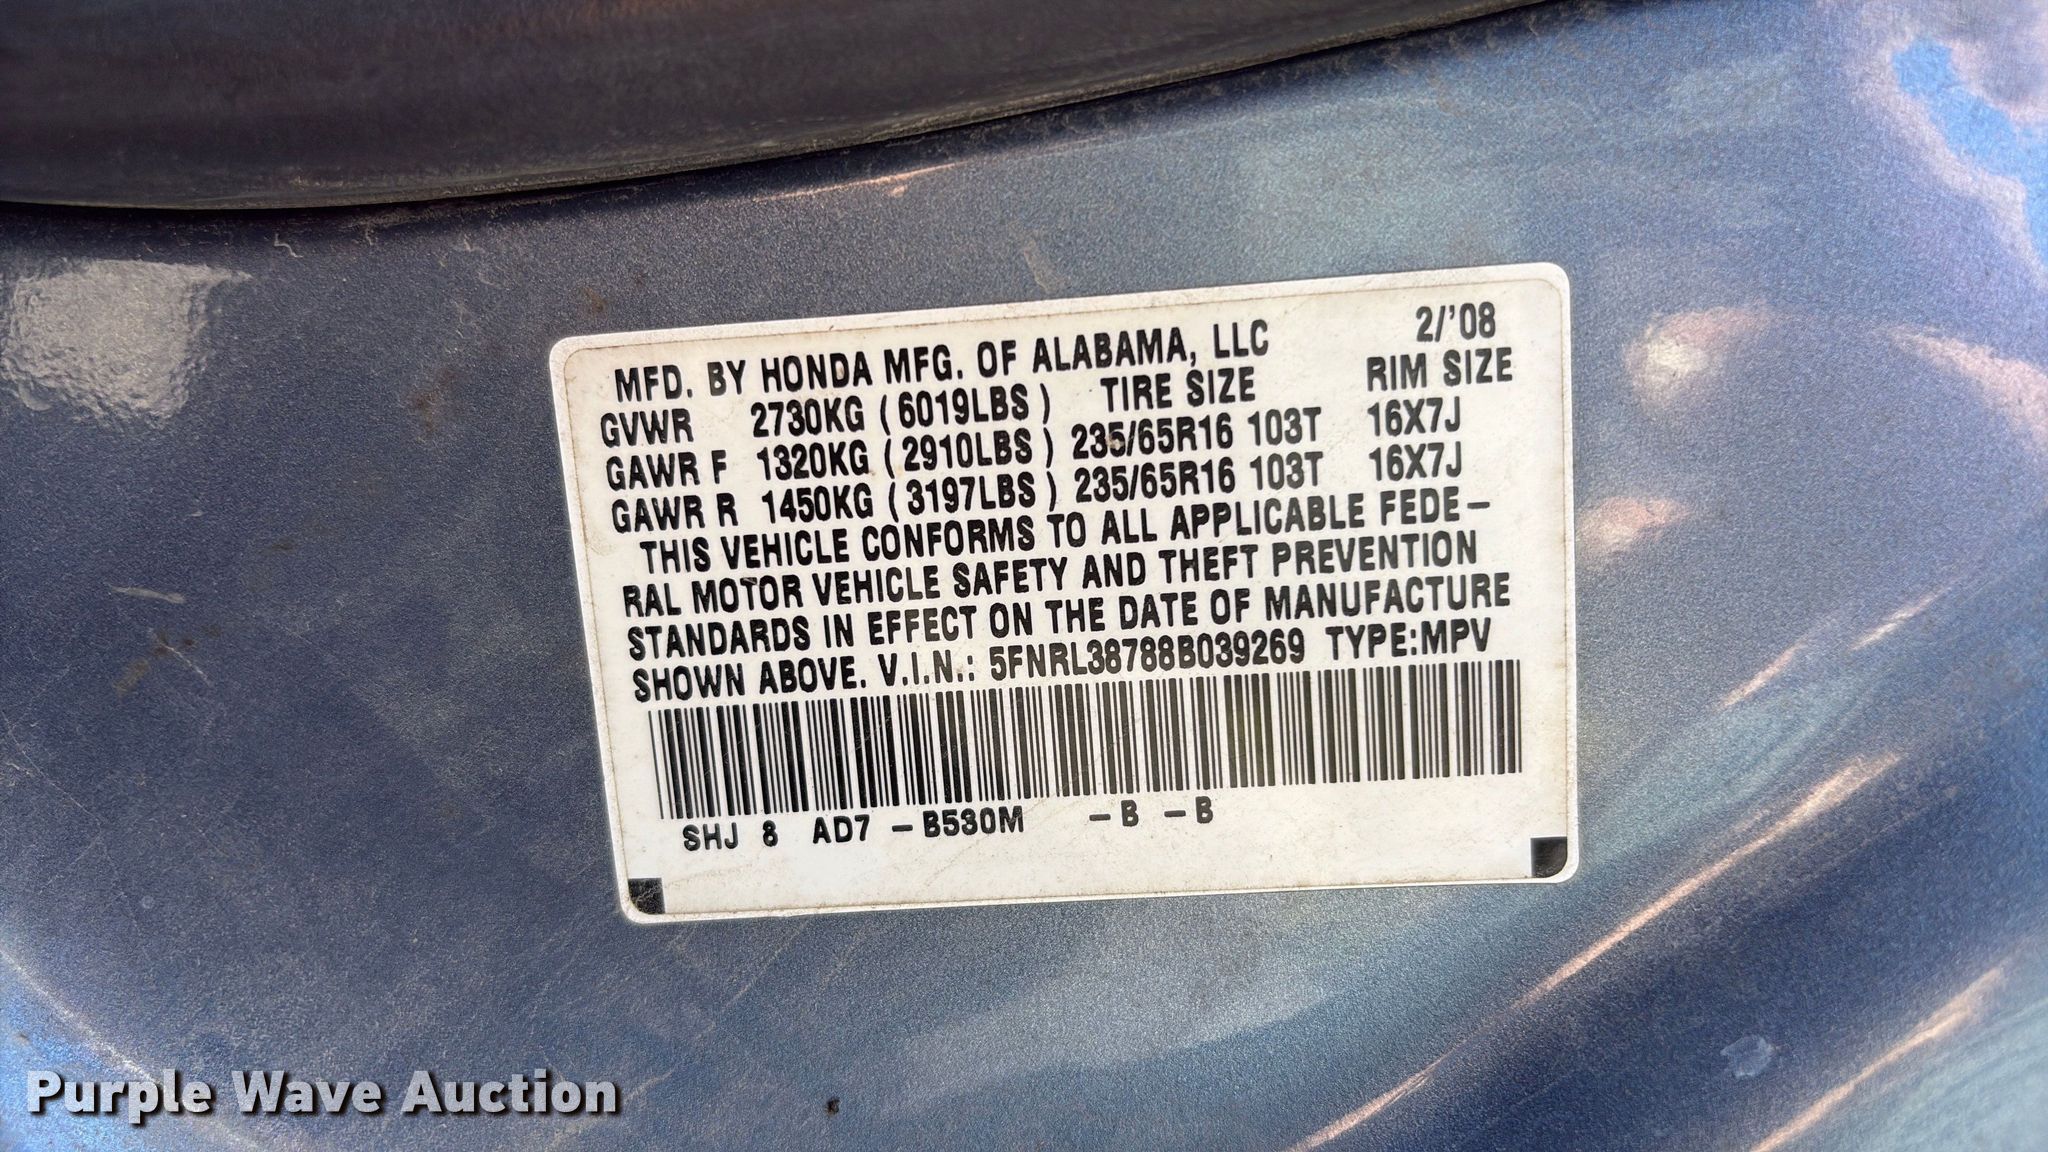 MFD. BY HONDA MFG. OF ALABAMA, LLC 2/'08
GVWR 2730KG ( 6019LBS ) TIRE SIZE RIM SIZE
GAWR F 1320KG ( 2910LBS ) 235/65R16 103T 16X7J
GAWR R 1450KG ( 3197LBS ) 235/65R16 103T 16X7J
THIS VEHICLE CONFORMS TO ALL APPLICABLE FEDE-
RAL MOTOR VEHICLE SAFETY AND THEFT PREVENTION
STANDARDS IN EFFECT ON THE DATE OF MANUFACTURE
SHOWN ABOVE. V.I.N.: 5FNRL38788B039269 TYPE:MPV
SHJ 8 AD7 -B530M -B -B
Purple Wave Auction